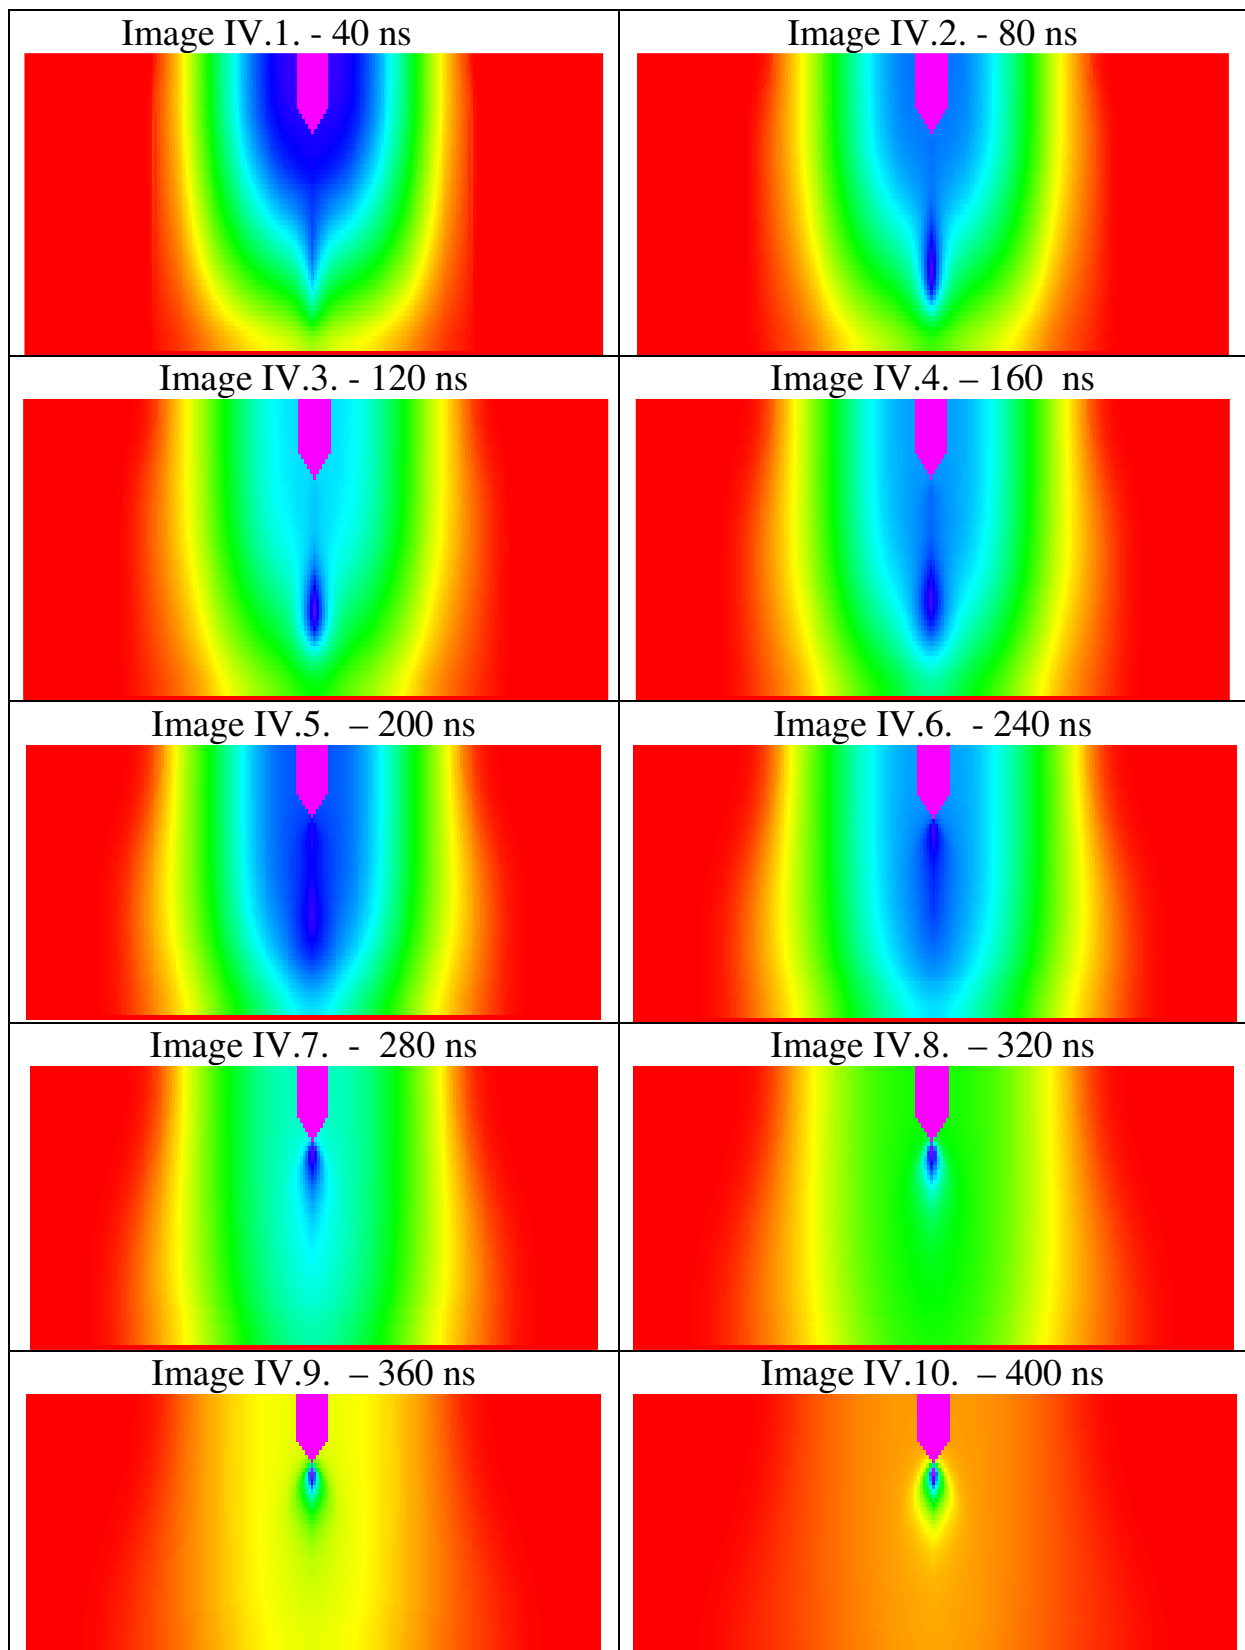 Image IV.1. - 40 ns
Image IV.2. - 80 ns
Image IV.3. - 120 ns
Image IV.4. – 160 ns
Image IV.5. – 200 ns
Image IV.6. - 240 ns
Image IV.7. - 280 ns
Image IV.8. – 320 ns
Image IV.9. – 360 ns
Image IV.10. – 400 ns